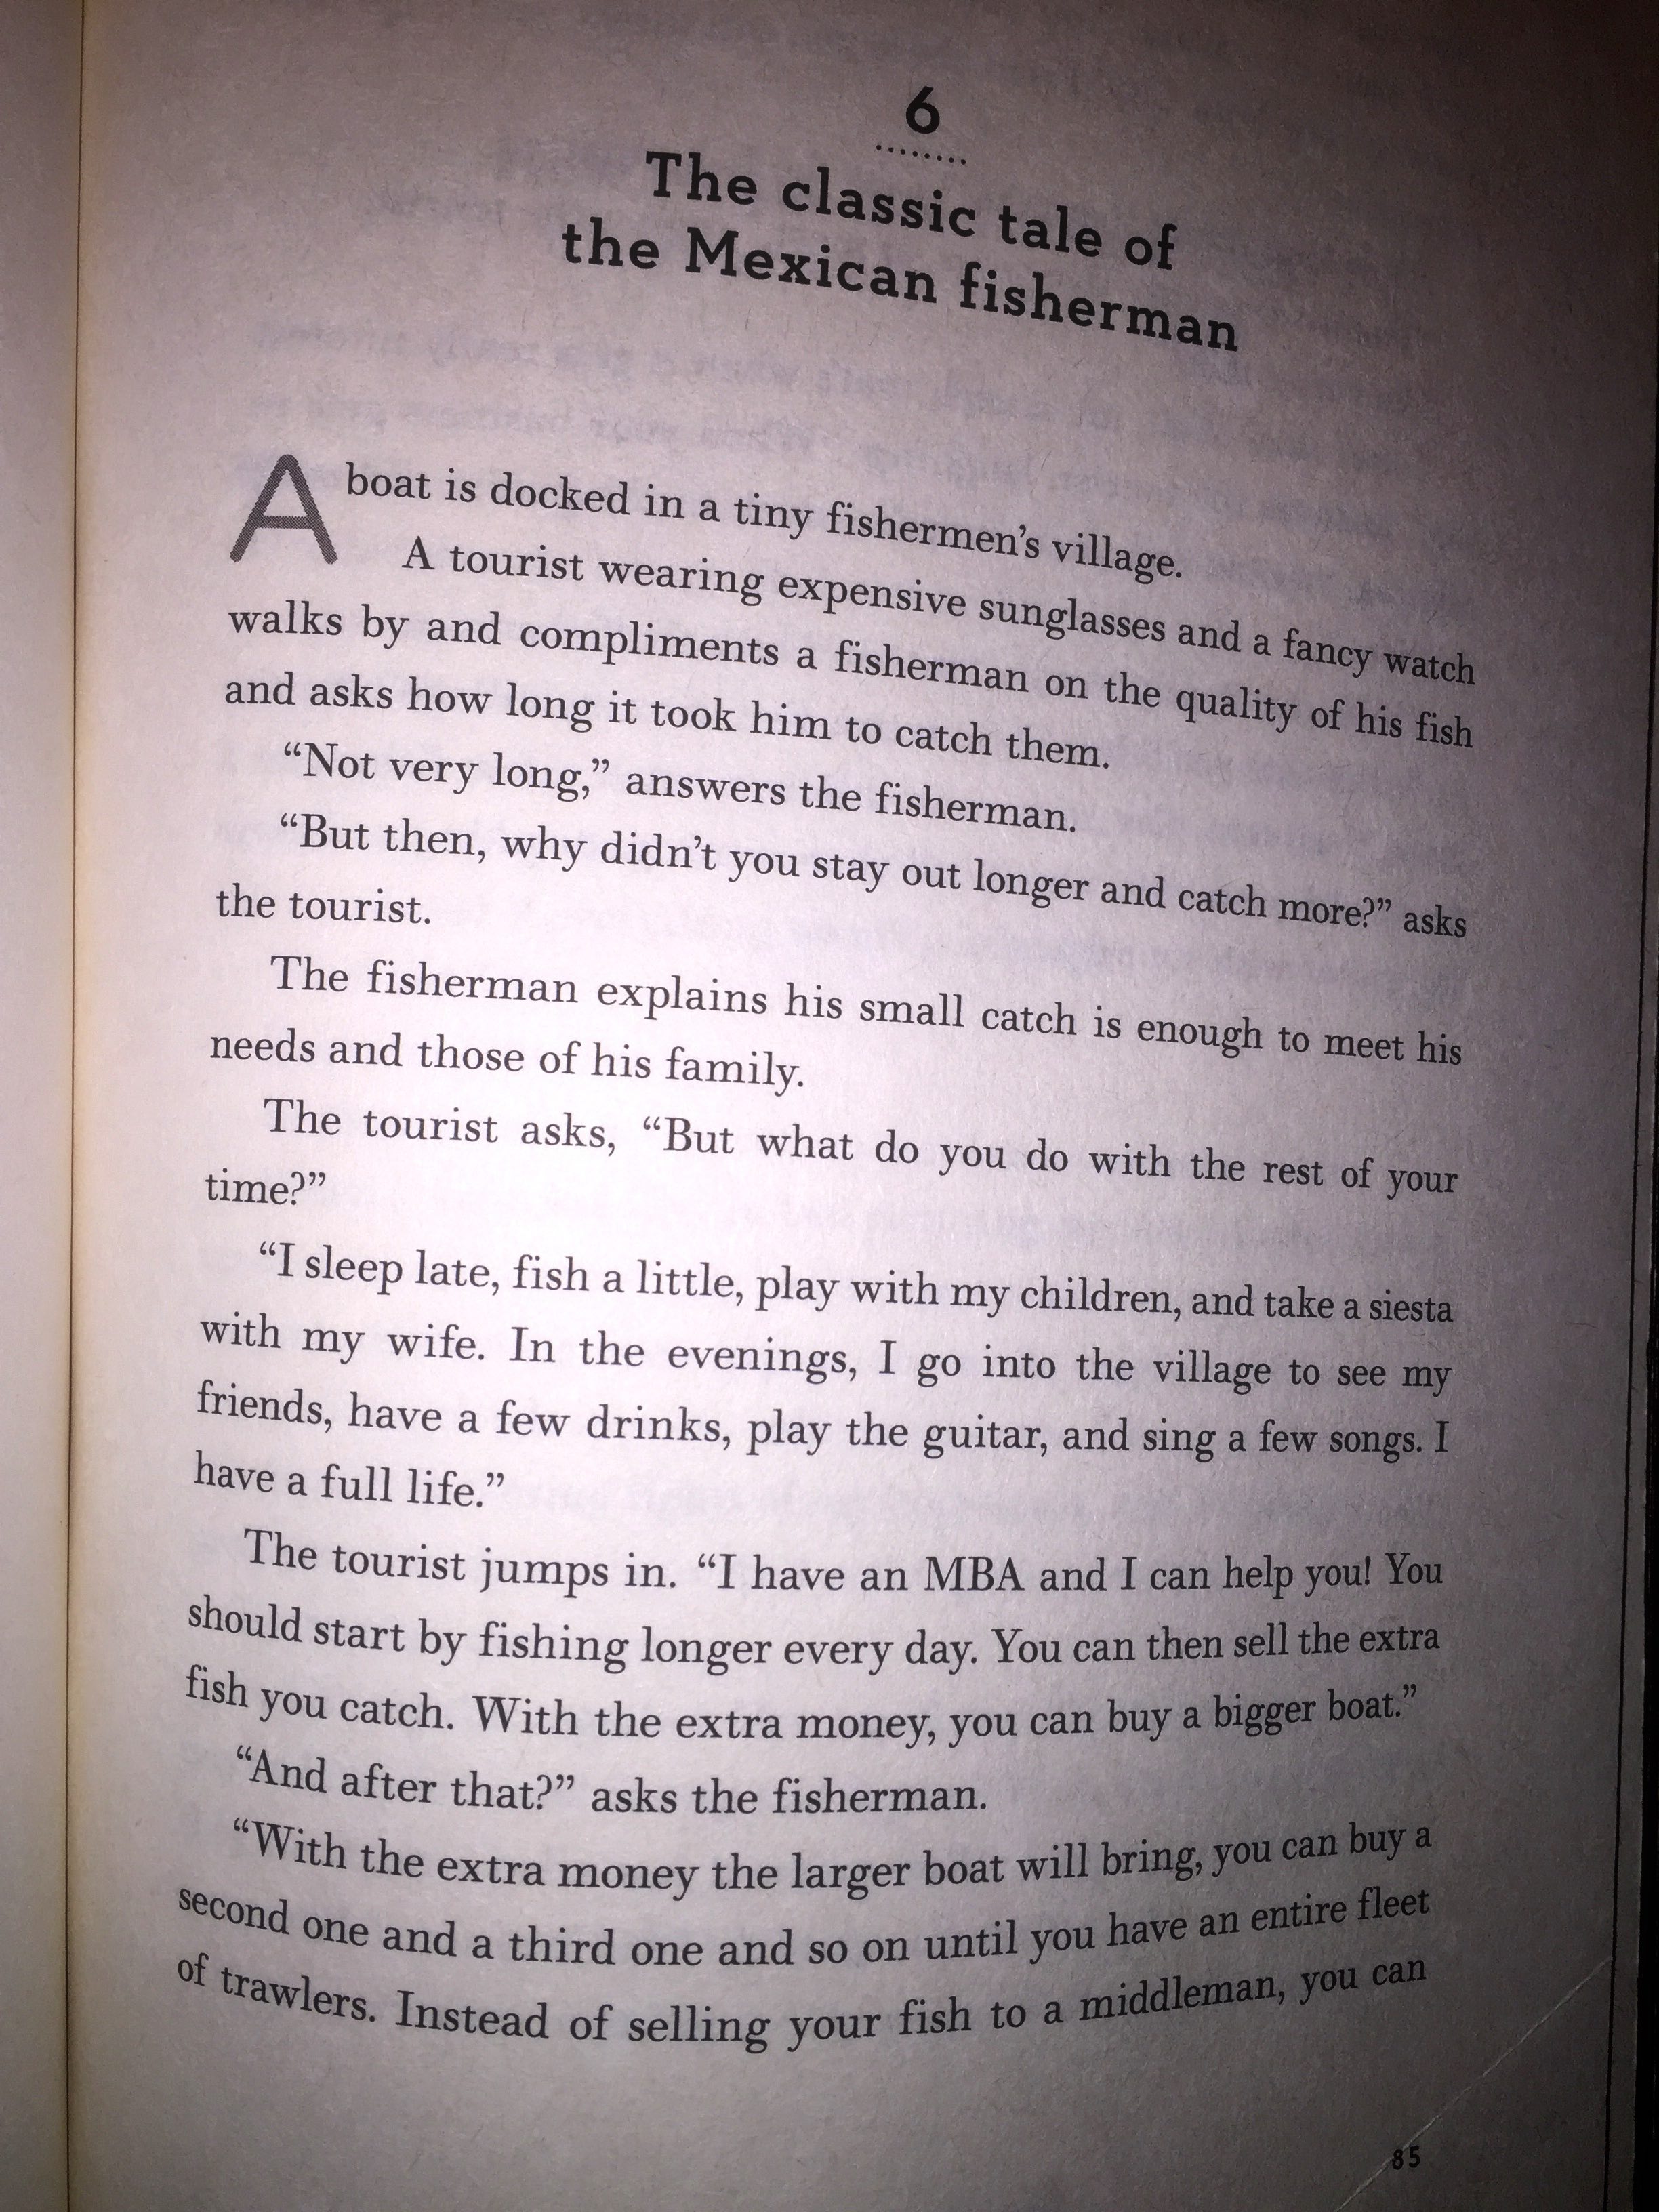 6
The classic tale of
the Mexican fisherman
A boat is docked in a tiny fishermen’s village.
A tourist wearing expensive sunglasses and a fancy watch
walks by and compliments a fisherman on the quality of his fish
and asks how long it took him to catch them.
“Not very long,” answers the fisherman.
“But then, why didn’t you stay out longer and catch more?” asks
the tourist.
The fisherman explains his small catch is enough to meet his
needs and those of his family.
The tourist asks, “But what do you do with the rest of your
time?”
“I sleep late, fish a little, play with my children, and take a siesta
with my wife. In the evenings, I go into the village to see my
friends, have a few drinks, play the guitar, and sing a few songs. I
have a full life.”
The tourist jumps in. “I have an MBA and I can help you! You
should start by fishing longer every day. You can then sell the extra
fish you catch. With the extra money, you can buy a bigger boat.”
“And after that?” asks the fisherman.
“With the extra money the larger boat will bring, you can buy a
second one and a third one and so on until you have an entire fleet
of trawlers. Instead of selling your fish to a middleman, you can
85